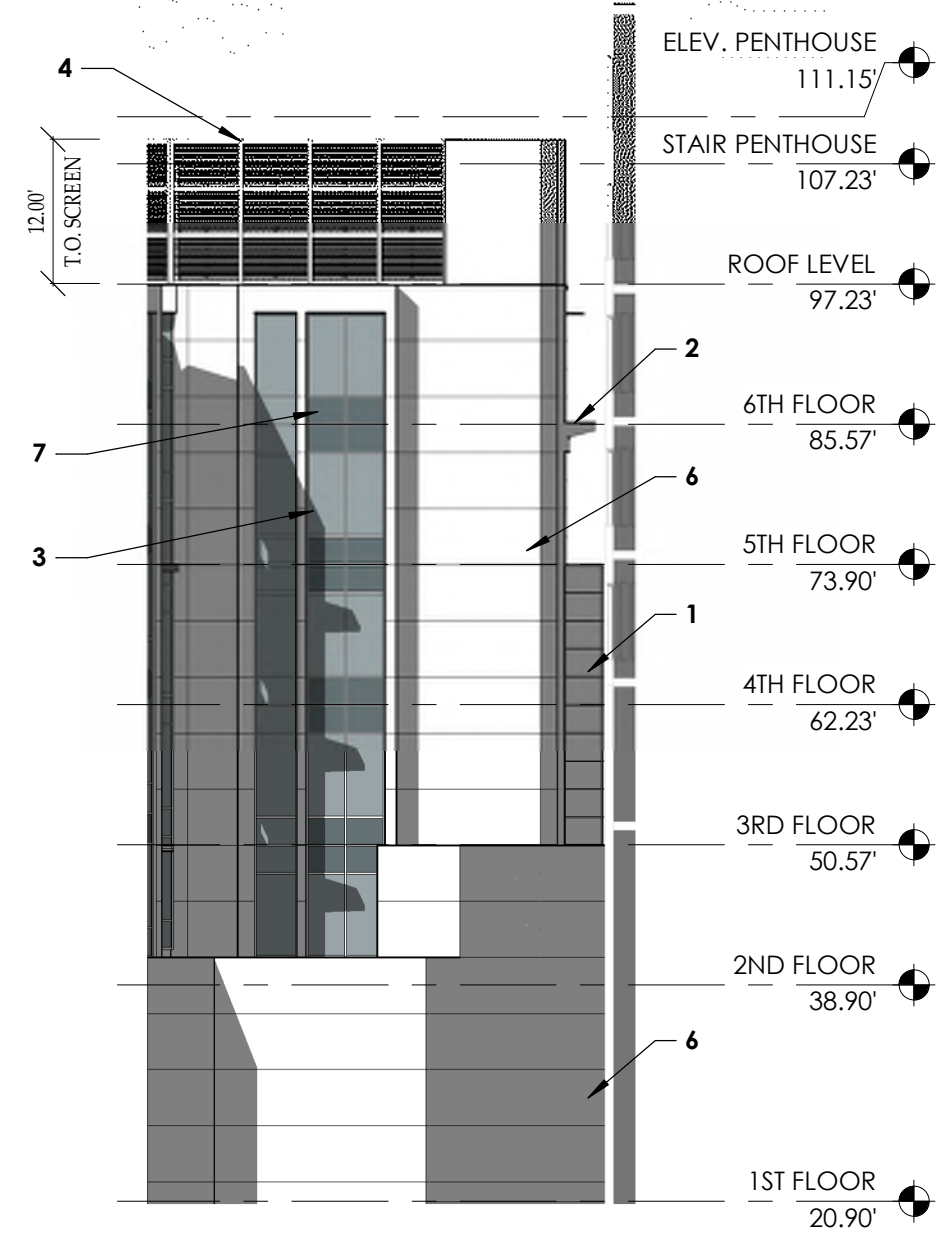 ELEV. PENTHOUSE
111.15'
4
STAIR PENTHOUSE
107.23'
12.00'
T.O. SCREEN
ROOF LEVEL
97.23'
2
6TH FLOOR
85.57'
7
6
3
5TH FLOOR
73.90'
1
4TH FLOOR
62.23'
3RD FLOOR
50.57'
2ND FLOOR
38.90'
6
1ST FLOOR
20.90'